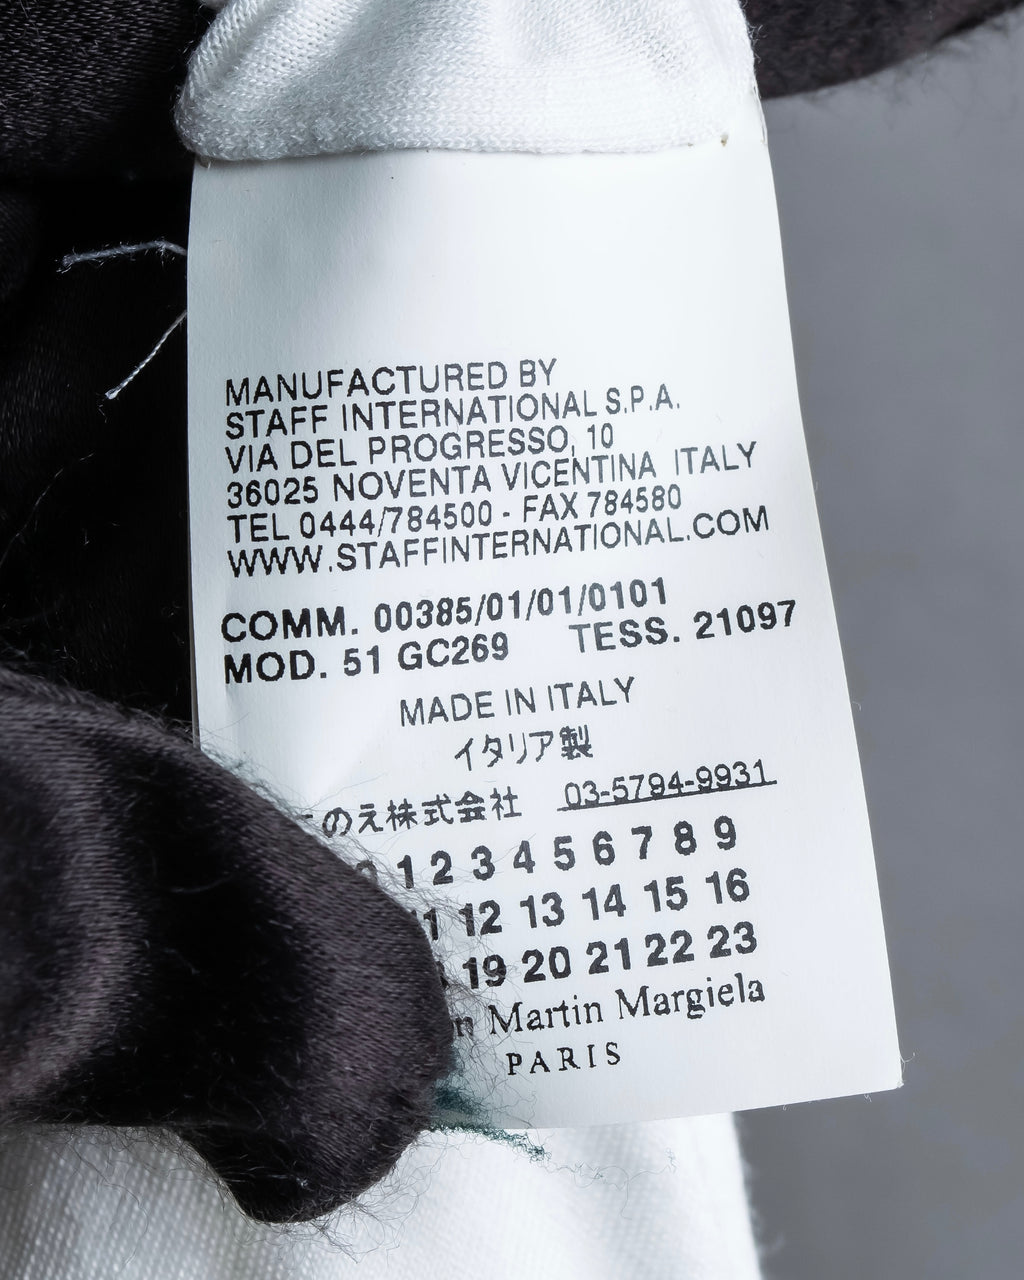 MANUFACTURED BY
STAFF INTERNATIONAL S.P.A.
VIA DEL PROGRESSO, 10
36025 NOVENTA VICENTINA ITALY
TEL 0444/784500 - FAX 784580
WWW.STAFFINTERNATIONAL.COM
COMM. 00385/01/01/0101
MOD. 51 GC269 TESS. 21097
MADE IN ITALY
イタリア製
のえ株式会社 03-5794-9931
1 2 3 4 5 6 7 8 9
11 12 13 14 15 16
19 20 21 22 23
Martin Margiela
PARIS